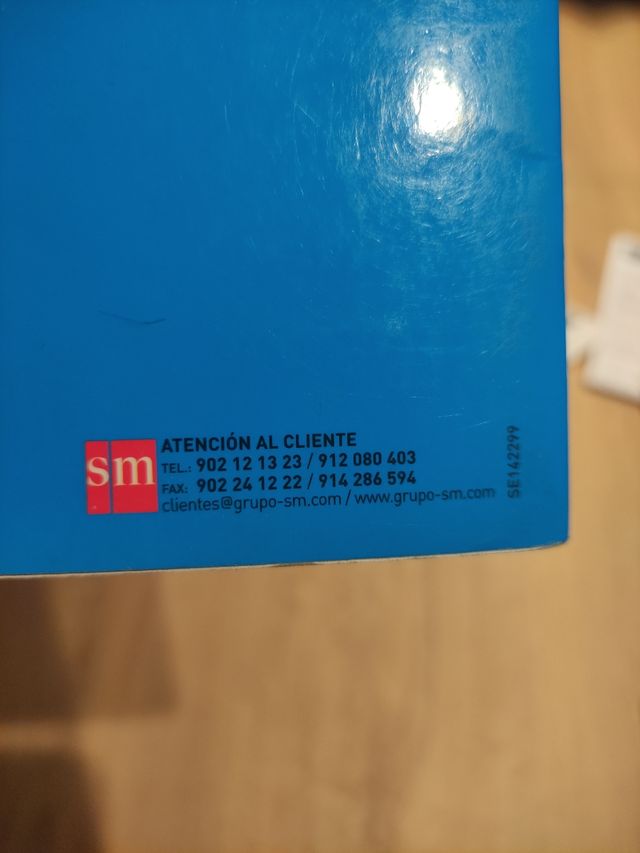 sm
ATENCIÓN AL CLIENTE
TEL.: 902 12 13 23 / 912 080 403
FAX: 902 24 12 22 / 914 286 594
clientes@grupo-sm.com / www.grupo-sm.com
SE142299